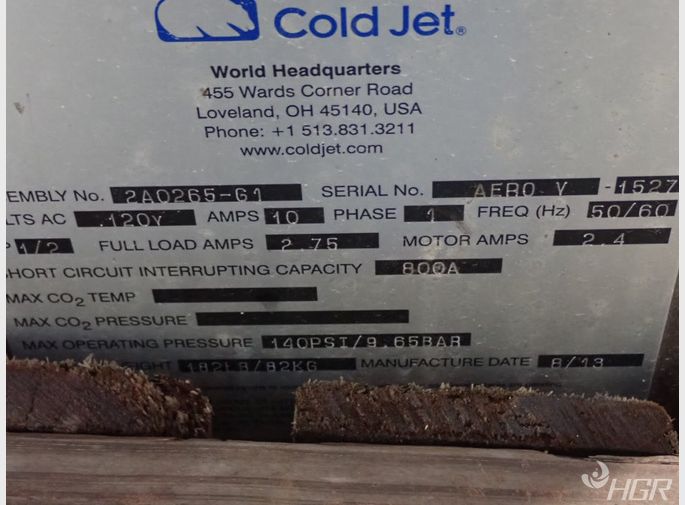 Cold Jet®
World Headquarters
455 Wards Corner Road
Loveland, OH 45140, USA
Phone: +1 513.831.3211
www.coldjet.com
EMBLY No. 2A0265-G1 SERIAL No. AERO V -1527
LTS AC 120V AMPS 10 PHASE 1 FREQ (Hz) 50/60
P 1/2 FULL LOAD AMPS 2.75 MOTOR AMPS 2.4
SHORT CIRCUIT INTERRUPTING CAPACITY 800A
MAX CO2 TEMP
MAX CO2 PRESSURE
MAX OPERATING PRESSURE 140PSI/9.65BAR
IGHT 182LB/82KG MANUFACTURE DATE 8/13
HGR